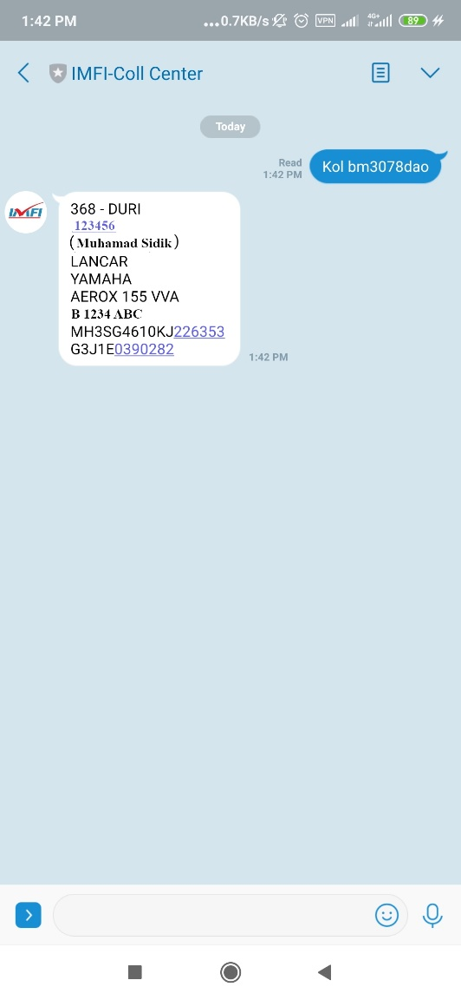 1:42 PM
...0.7KB/s VPN 4G+ 89
IMFI-Coll Center
Today
Read
1:42 PM
Kol bm3078dao
IMFI
368 - DURI
123456
(Muhamad Sidik)
LANCAR
YAMAHA
AEROX 155 VVA
B 1234 ABC
MH3SG4610KJ226353
G3J1E0390282
1:42 PM